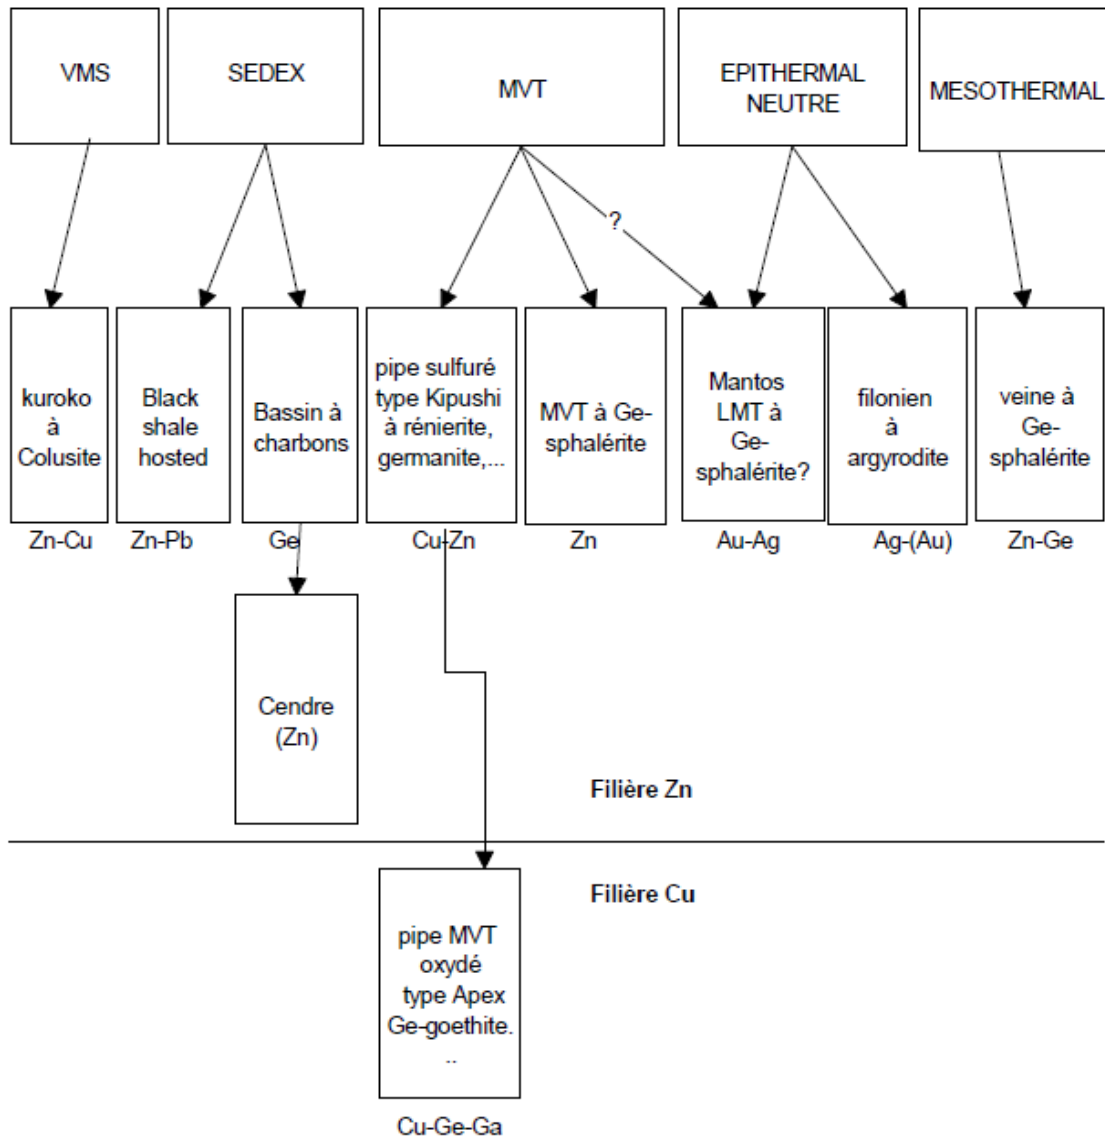 VMS
SEDEX
MVT
EPITHERMAL
NEUTRE
MESOTHERMAL
?
kuroko
à
Colusite
Black
shale
hosted
Bassin à
charbons
pipe sulfuré
type Kipushi
à rénierite,
germanite,...
MVT à Ge-
sphalérite
Mantos
LMT à
Ge-
sphalérite?
filonien
à
argyrodite
veine à
Ge-
sphalérite
Zn-Cu
Zn-Pb
Ge
Cu-Zn
Zn
Au-Ag
Ag-(Au)
Zn-Ge
Cendre
(Zn)
Filière Zn
Filière Cu
pipe MVT
oxydé
type Apex
Ge-goethite.
..
Cu-Ge-Ga